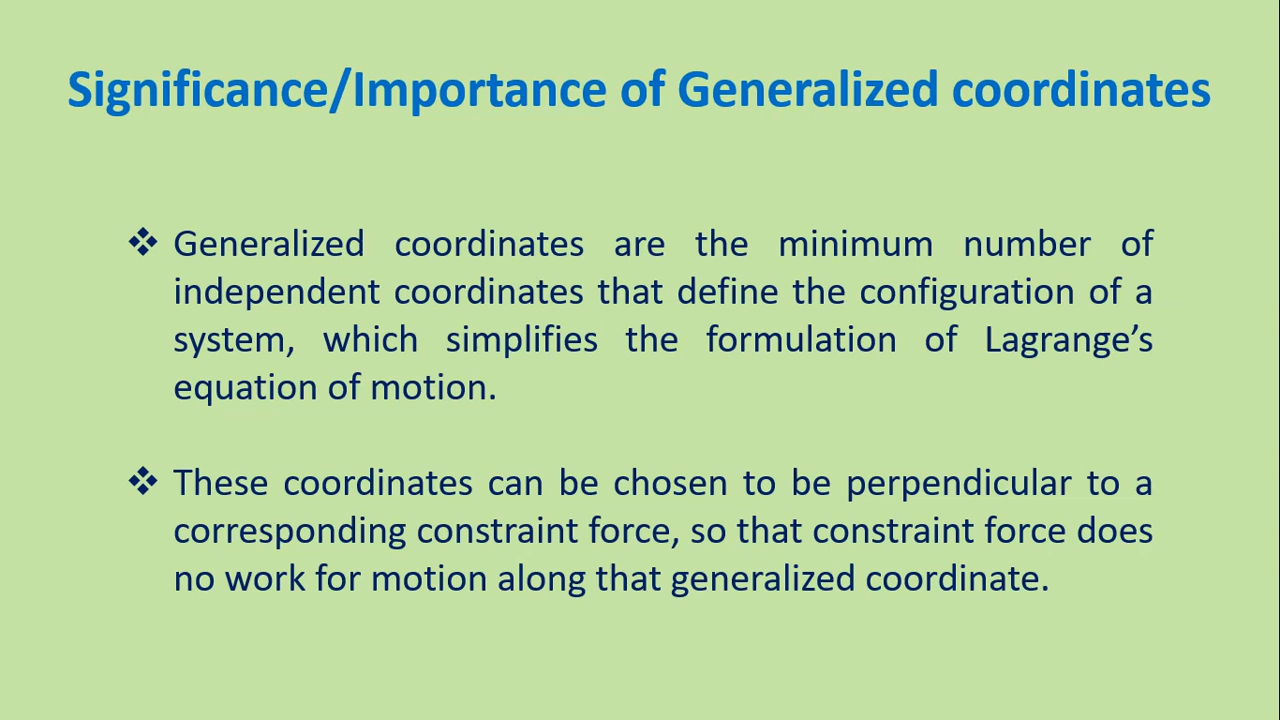 Significance/Importance of Generalized coordinates
❖ Generalized coordinates are the minimum number of
independent coordinates that define the configuration of a
system, which simplifies the formulation of Lagrange’s
equation of motion.
❖ These coordinates can be chosen to be perpendicular to a
corresponding constraint force, so that constraint force does
no work for motion along that generalized coordinate.